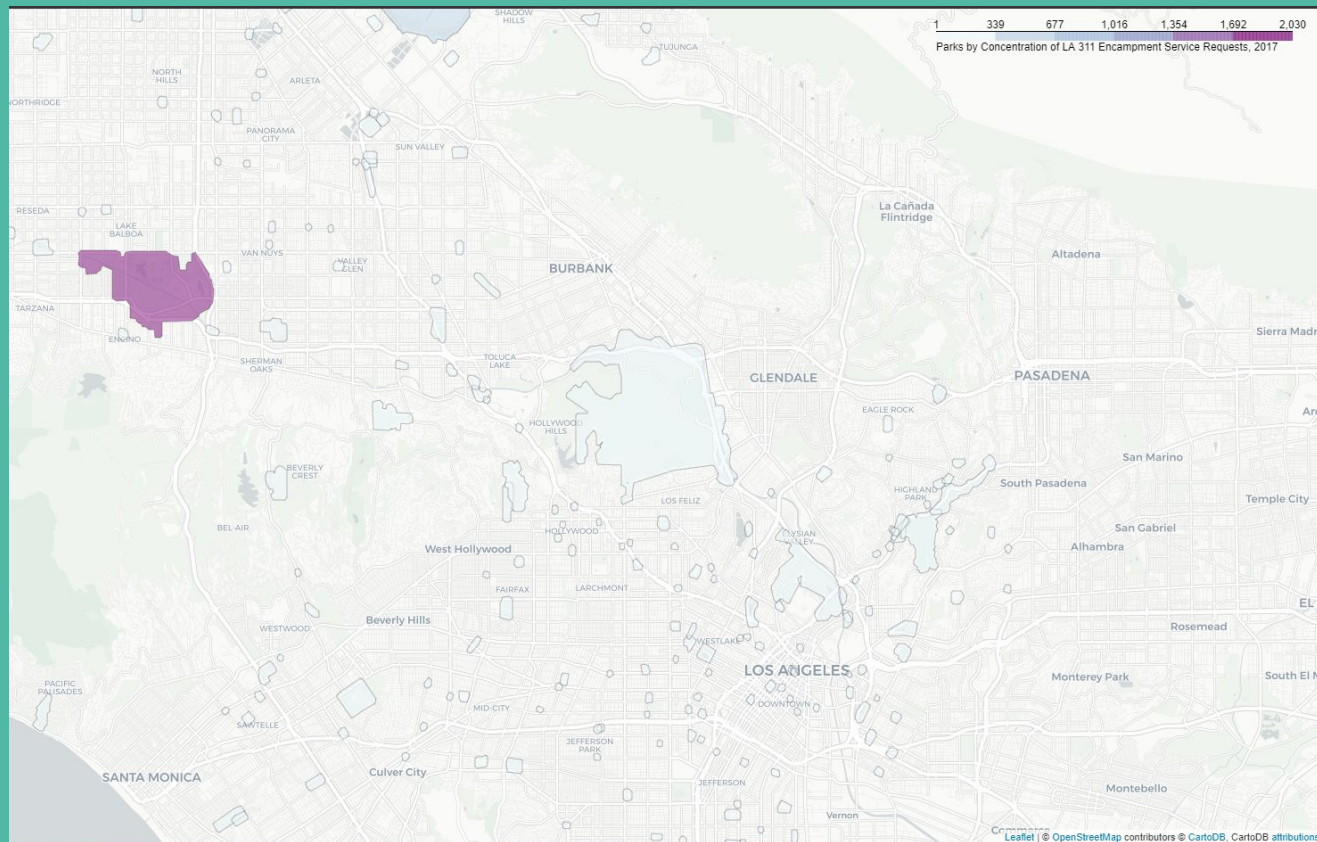 SHADOW
HILLS
1 339 677 1,016 1,354 1,692 2,030
Parks by Concentration of LA 311 Encampment Service Requests, 2017
TUJUNGA
NORTH
HILLS
ARLETA
NORTHRIDGE
PANORAMA
CITY
SUN VALLEY
La Cañada
Flintridge
RESEDA
LAKE
BALBOA
VAN NUYS
VALLEY
GLEN
BURBANK
Altadena
TARZANA
ENCINO
Sierra Madr
SHERMAN
OAKS
TOLUCA
LAKE
GLENDALE
PASADENA
EAGLE ROCK
HOLLYWOOD
HILLS
San Marino
BEVERLY
CREST
HIGHLAND
PARK
South Pasadena
LOS FELIZ
Temple City
BEL-AIR
HOLLYWOOD
ELYSIAN
VALLEY
San Gabriel
West Hollywood
Alhambra
FAIRFAX
LARCHMONT
EL
WESTWOOD
Beverly Hills
Rosemead
WESTLAKE
LOS ANGELES
Monterey Park
South El M
PACIFIC
PALISADES
DOWNTOWN
MID-CITY
SAWTELLE
JEFFERSON
PARK
SANTA MONICA
Culver City
JEFFERSON
Montebello
Vernon
Commerce
Leaflet | © OpenStreetMap contributors © CartoDB, CartoDB attributions